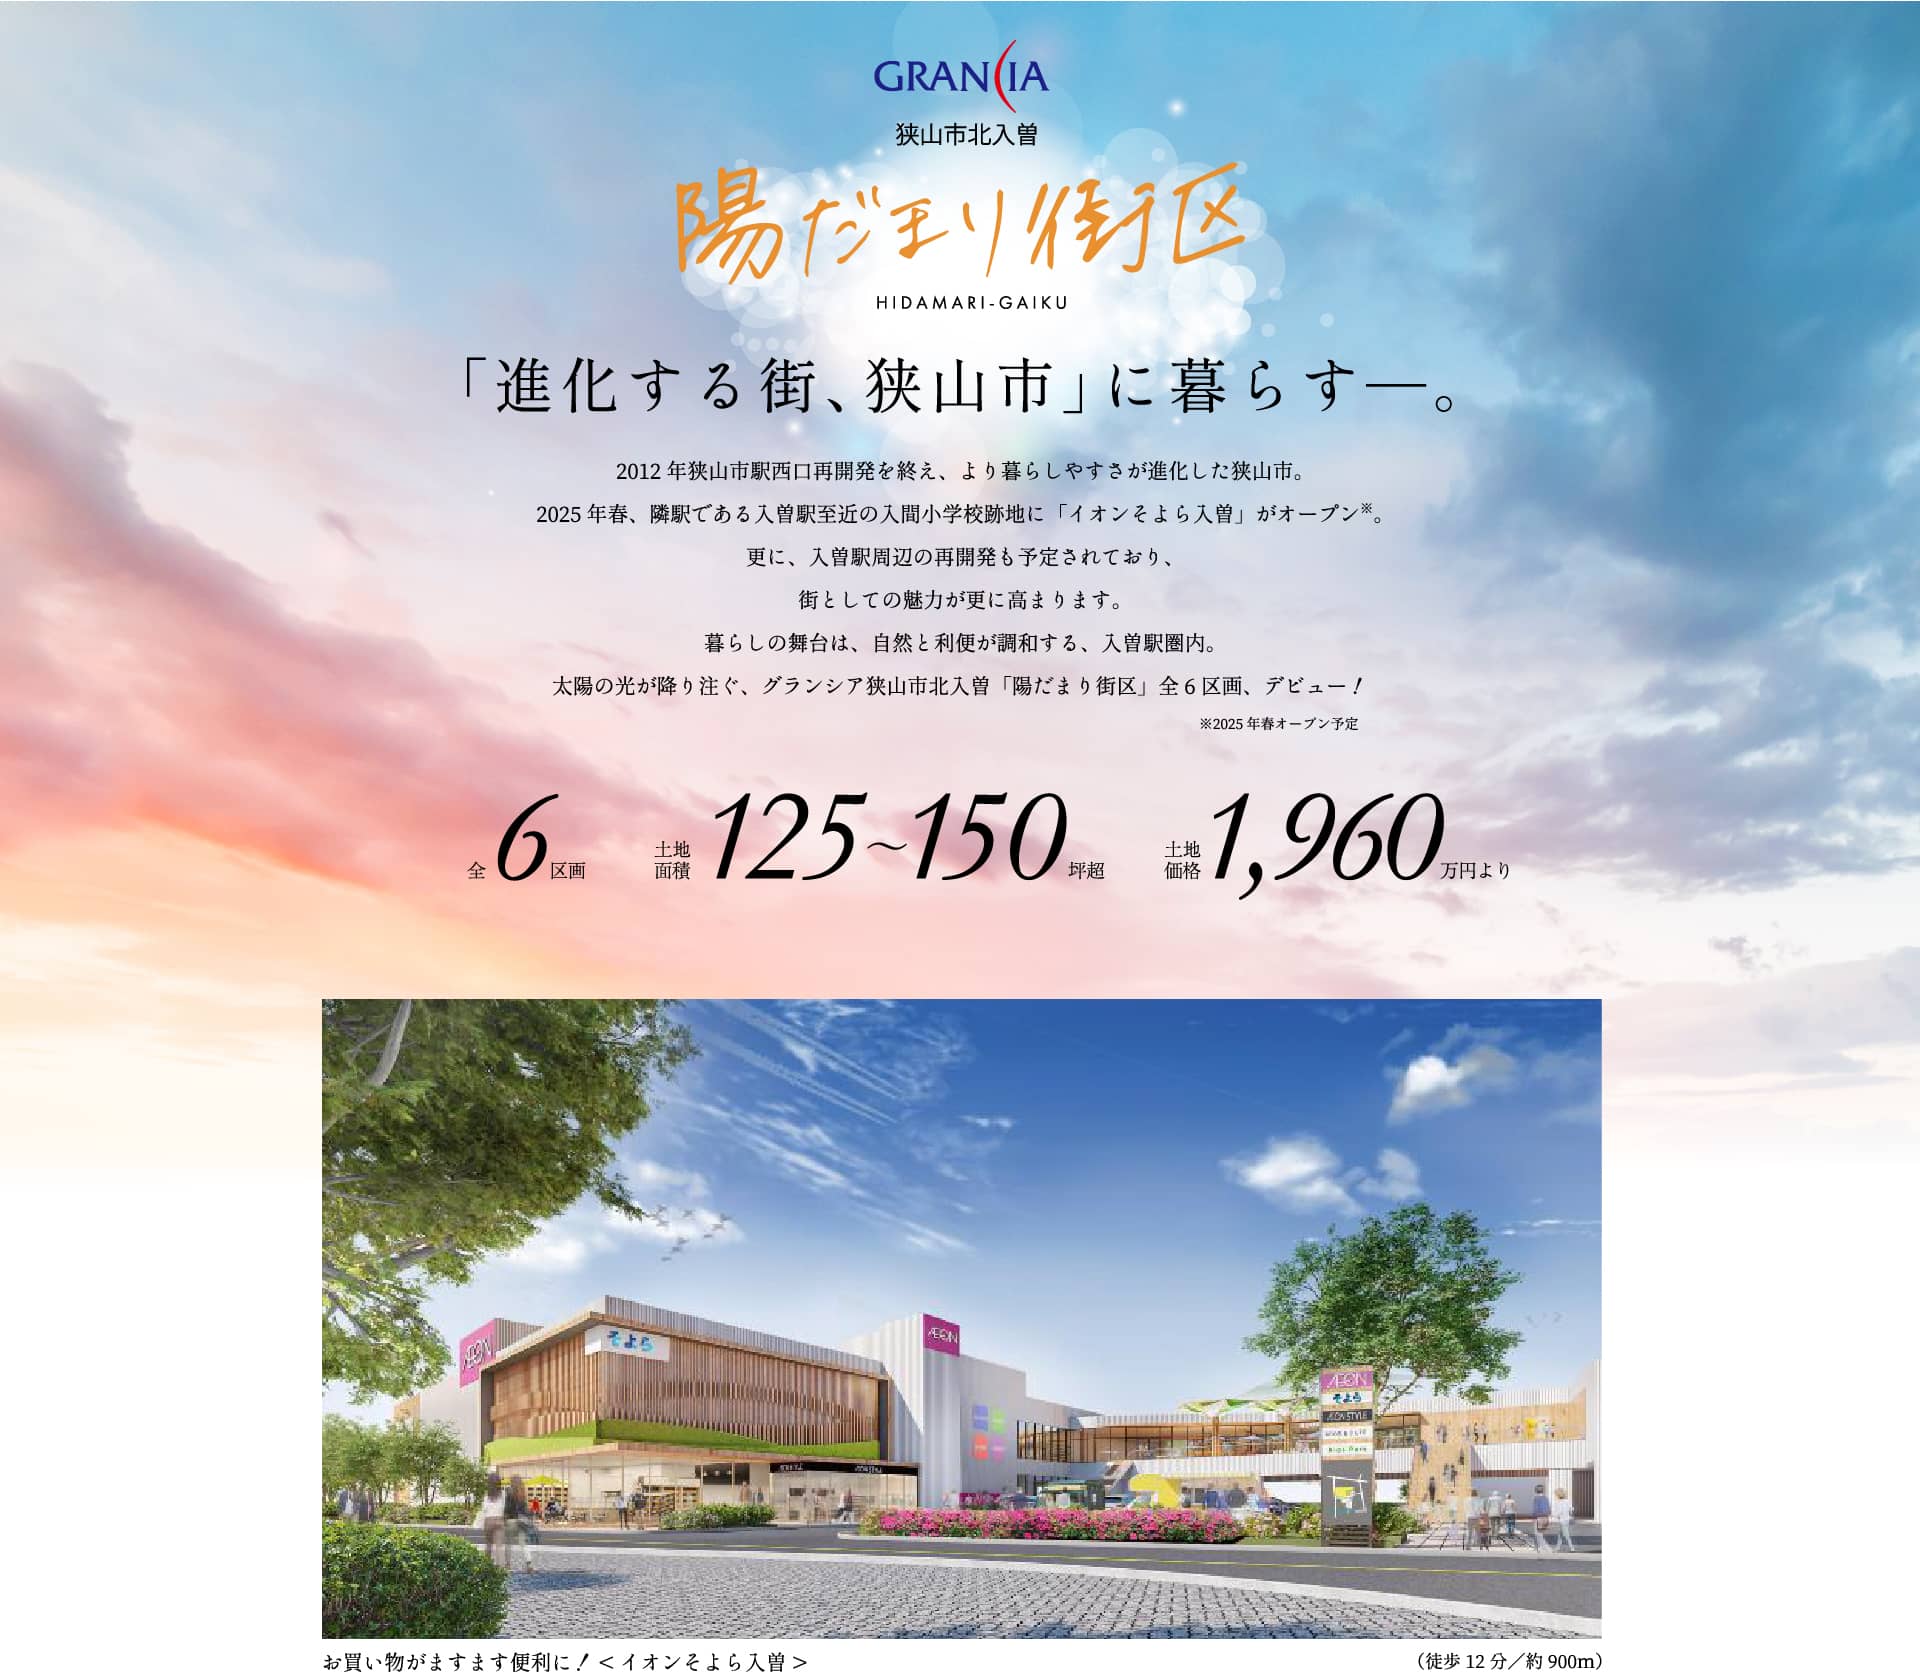 GRANCIA
狭山市北入曽
陽だまり街区
HIDAMARI-GAIKU
「進化する街、狭山市」に暮らす―。
2012年狭山市駅西口再開発を終え、より暮らしやすさが進化した狭山市。
2025年春、隣駅である入曽駅至近の入間小学校跡地に「イオンそよら入曽」がオープン※。
更に、入曽駅周辺の再開発も予定されており、
街としての魅力が更に高まります。
暮らしの舞台は、自然と利便が調和する、入曽駅圏内。
太陽の光が降り注ぐ、グランシア狭山市北入曽「陽だまり街区」全6区画、デビュー！
※2025年春オープン予定
全6区画
土地面積 125~150坪超
土地価格 1,960万円より
ÆON
そよら
ÆON
ÆON
そよら
ÆON STYLE
お買い物がますます便利に！<イオンそよら入曽>
（徒歩12分／約900m）